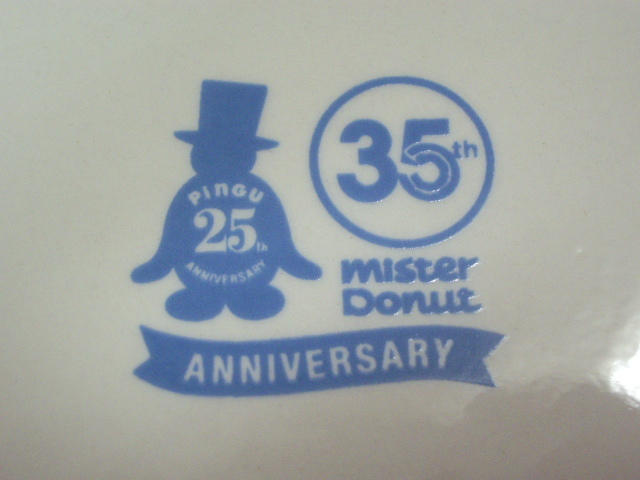 PINGU
25th
ANNIVERSARY
35th
mister
Donut
ANNIVERSARY